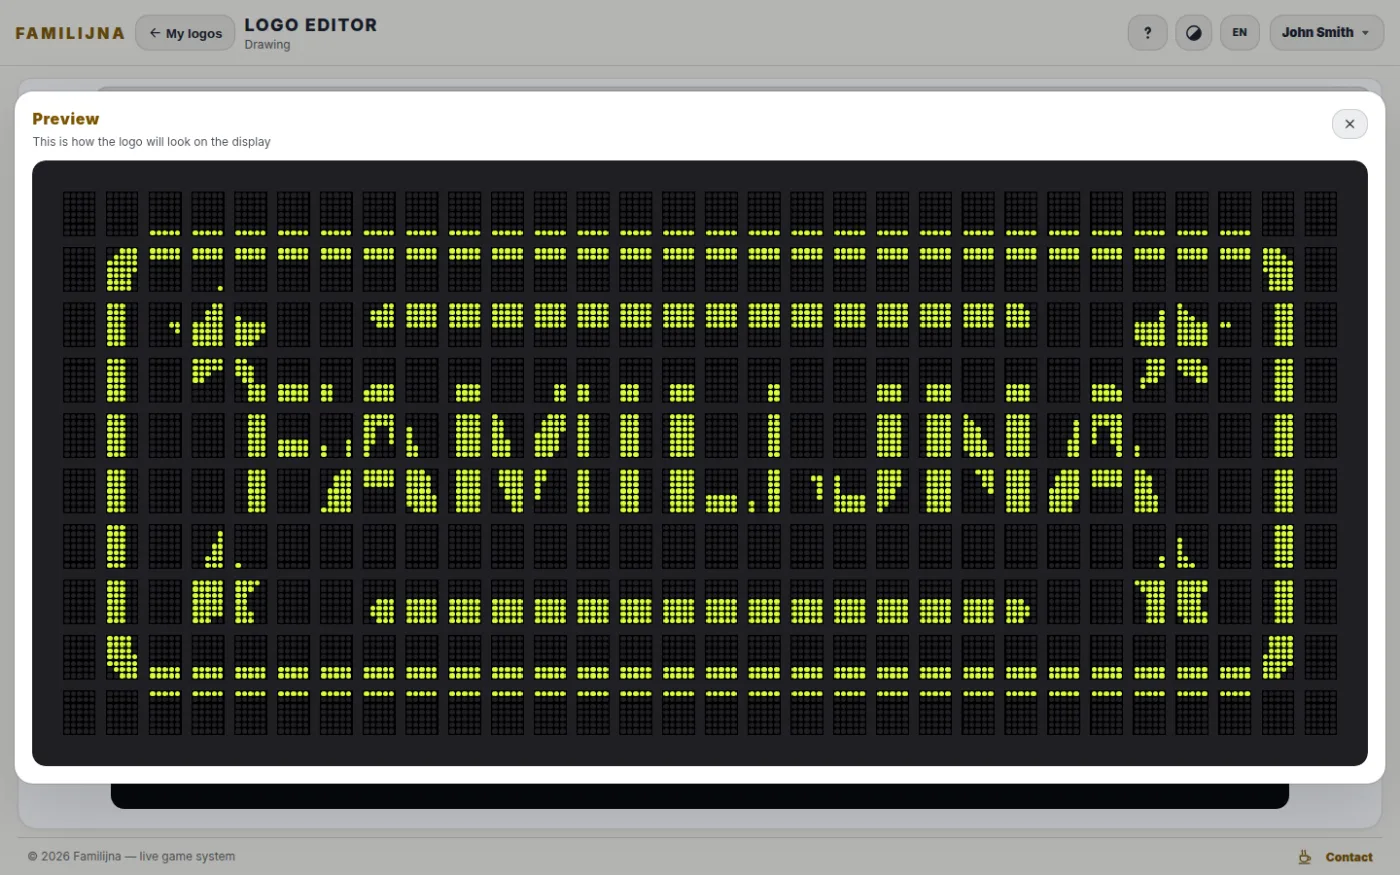 FAMILIJNA
← My logos
LOGO EDITOR
Drawing
?
EN
John Smith
Preview
This is how the logo will look on the display
×
FAMILIJNA
© 2026 Familijna — live game system
Contact